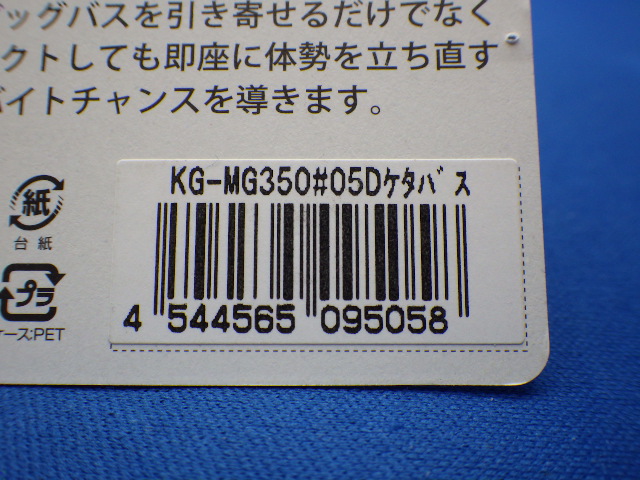 ッグバスを引き寄せるだけでなく
クトしても即座に体勢を立ち直す
バイトチャンスを導きます。
KG-MG350#05Dｹﾀﾊﾞｽ
4 544565 095058
紙
台紙
プラ
ケース:PET